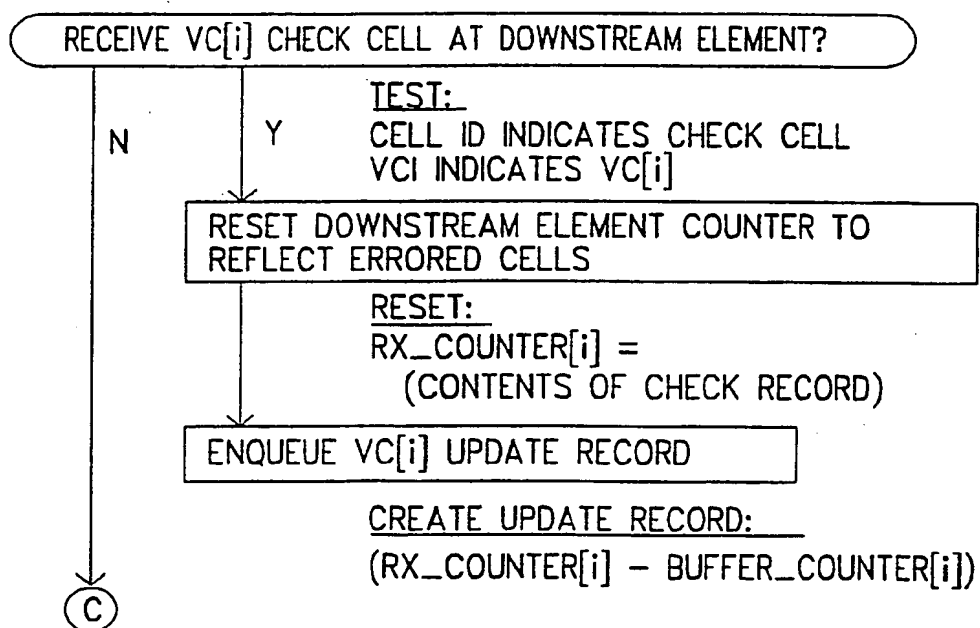 RECEIVE VC[i] CHECK CELL AT DOWNSTREAM ELEMENT?
N
Y
TEST:
CELL ID INDICATES CHECK CELL
VCI INDICATES VC[i]
RESET DOWNSTREAM ELEMENT COUNTER TO
REFLECT ERRORED CELLS
RESET:
RX_COUNTER[i] =
(CONTENTS OF CHECK RECORD)
ENQUEUE VC[i] UPDATE RECORD
CREATE UPDATE RECORD:
(RX_COUNTER[i] – BUFFER_COUNTER[i])
C